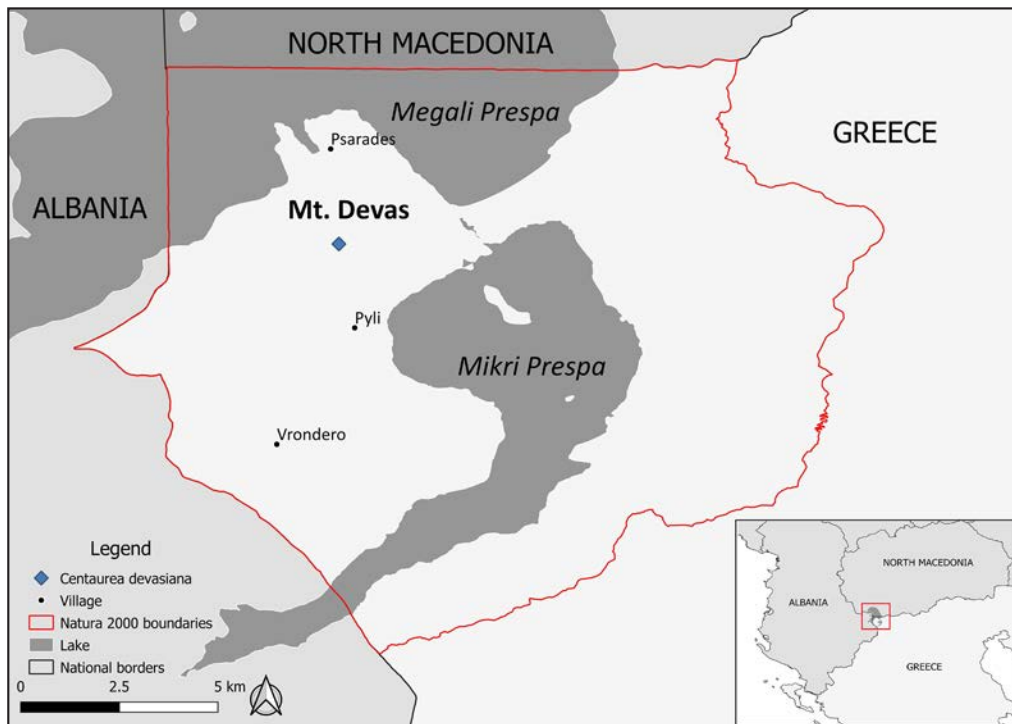 NORTH MACEDONIA
Megali Prespa
Psarades
GREECE
ALBANIA
Mt. Devas
Pyli
Mikri Prespa
Vrondero
Legend
Centaurea devasiana
Village
Natura 2000 boundaries
Lake
National borders
0 2.5 5 km
NORTH MACEDONIA
ALBANIA
GREECE